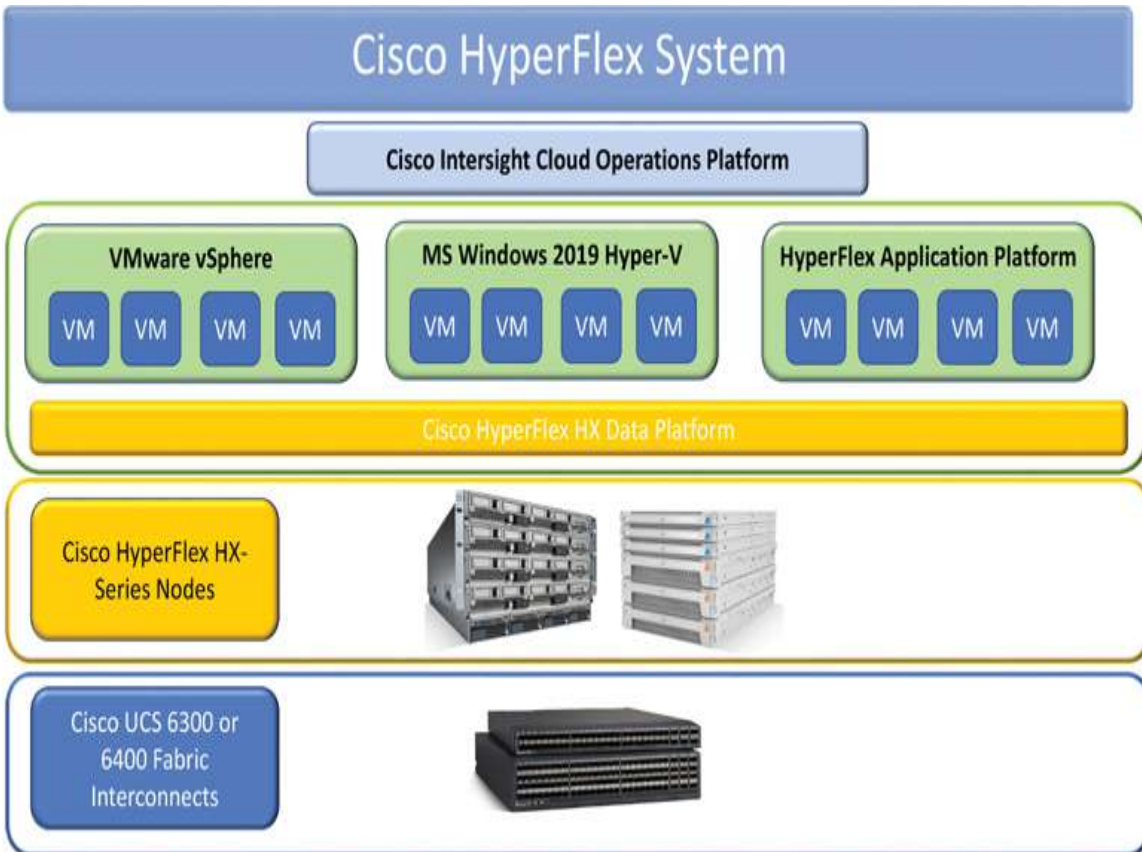 Cisco HyperFlex System
Cisco Intersight Cloud Operations Platform
VMware vSphere
VM VM VM VM
MS Windows 2019 Hyper-V
VM VM VM VM
HyperFlex Application Platform
VM VM VM VM
Cisco HyperFlex HX Data Platform
Cisco HyperFlex HX-
Series Nodes
Cisco UCS 6300 or
6400 Fabric
Interconnects